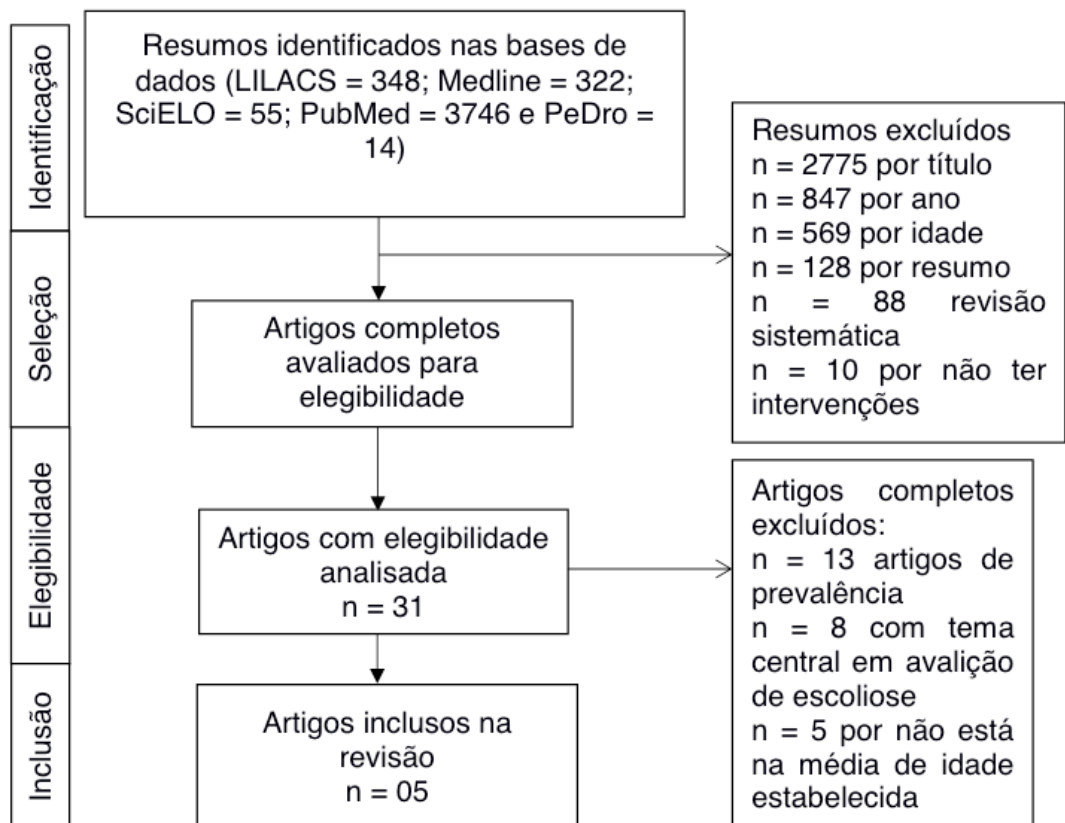 Identificação
Resumos identificados nas bases de
dados (LILACS = 348; Medline = 322;
SciELO = 55; PubMed = 3746 e PeDro =
14)
Resumos excluídos
n = 2775 por título
n = 847 por ano
n = 569 por idade
n = 128 por resumo
n = 88 revisão
sistemática
n = 10 por não ter
intervenções
Seleção
Artigos completos
avaliados para
elegibilidade
Elegibilidade
Artigos com elegibilidade
analisada
n = 31
Artigos completos
excluídos:
n = 13 artigos de
prevalência
n = 8 com tema
central em avalição
de escoliose
n = 5 por não está
na média de idade
estabelecida
Inclusão
Artigos inclusos na
revisão
n = 05